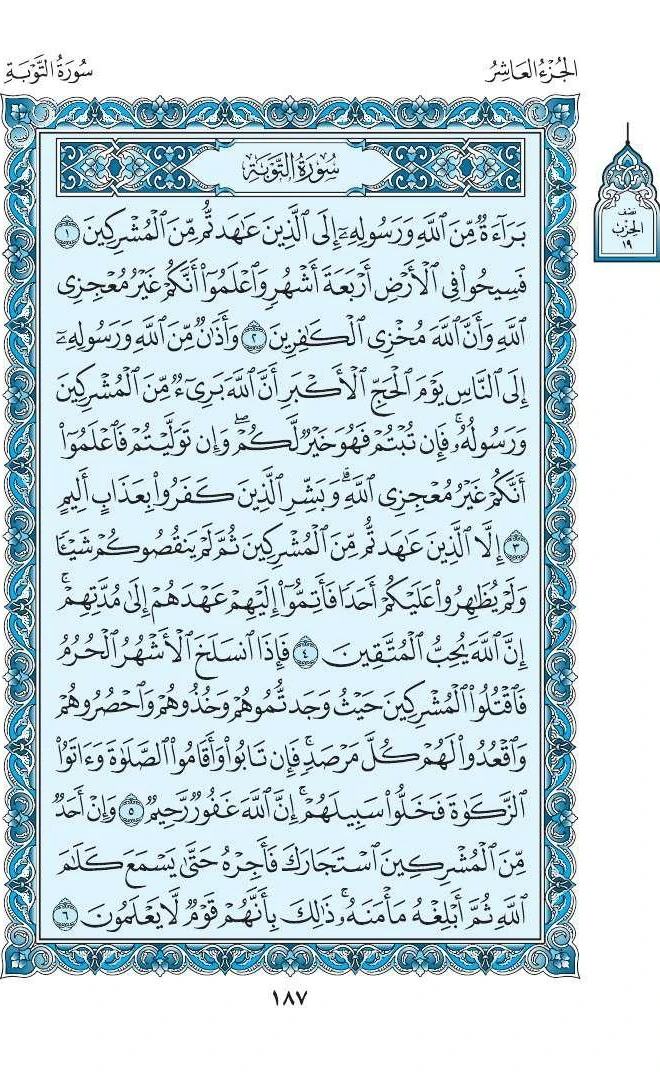 الجُزْءُ العَاشِرُ
سُورَةُ التَّوْبَةِ
سُورَةُ التَّوْبَةِ
نصف
الحزب
١٩
بَرَآءَةٌ مِّنَ ٱللَّهِ وَرَسُولِهِۦٓ إِلَى ٱلَّذِينَ عَـٰهَدتُّم مِّنَ ٱلْمُشْرِكِينَ ١
فَسِيحُوا۟ فِى ٱلْأَرْضِ أَرْبَعَةَ أَشْهُرٍ وَٱعْلَمُوٓا۟ أَنَّكُمْ غَيْرُ مُعْجِزِى
ٱللَّهِ وَأَنَّ ٱللَّهَ مُخْزِى ٱلْكَـٰفِرِينَ ٢ وَأَذَٰنٌ مِّنَ ٱللَّهِ وَرَسُولِهِۦٓ
إِلَى ٱلنَّاسِ يَوْمَ ٱلْحَجِّ ٱلْأَكْبَرِ أَنَّ ٱللَّهَ بَرِىٓءٌ مِّنَ ٱلْمُشْرِكِينَ
وَرَسُولُهُۥ ۚ فَإِن تُبْتُمْ فَهُوَ خَيْرٌ لَّكُمْ ۖ وَإِن تَوَلَّيْتُمْ فَٱعْلَمُوٓا۟
أَنَّكُمْ غَيْرُ مُعْجِزِى ٱللَّهِ ۗ وَبَشِّرِ ٱلَّذِينَ كَفَرُوا۟ بِعَذَابٍ أَلِيمٍ
٣ إِلَّا ٱلَّذِينَ عَـٰهَدتُّم مِّنَ ٱلْمُشْرِكِينَ ثُمَّ لَمْ يَنقُصُوكُمْ شَيْـًٔا
وَلَمْ يُظَـٰهِرُوا۟ عَلَيْكُمْ أَحَدًا فَأَتِمُّوٓا۟ إِلَيْهِمْ عَهْدَهُمْ إِلَىٰ مُدَّتِهِمْ ۚ
إِنَّ ٱللَّهَ يُحِبُّ ٱلْمُتَّقِينَ ٤ فَإِذَا ٱنسَلَخَ ٱلْأَشْهُرُ ٱلْحُرُمُ
فَٱقْتُلُوا۟ ٱلْمُشْرِكِينَ حَيْثُ وَجَدتُّمُوهُمْ وَخُذُوهُمْ وَٱحْصُرُوهُمْ
وَٱقْعُدُوا۟ لَهُمْ كُلَّ مَرْصَدٍ ۚ فَإِن تَابُوا۟ وَأَقَامُوا۟ ٱلصَّلَوٰةَ وَءَاتَوُا۟
ٱلزَّكَوٰةَ فَخَلُّوا۟ سَبِيلَهُمْ ۚ إِنَّ ٱللَّهَ غَفُورٌ رَّحِيمٌ ٥ وَإِنْ أَحَدٌ
مِّنَ ٱلْمُشْرِكِينَ ٱسْتَجَارَكَ فَأَجِرْهُ حَتَّىٰ يَسْمَعَ كَلَـٰمَ
ٱللَّهِ ثُمَّ أَبْلِغْهُ مَأْمَنَهُۥ ۚ ذَٰلِكَ بِأَنَّهُمْ قَوْمٌ لَّا يَعْلَمُونَ ٦
١٨٧